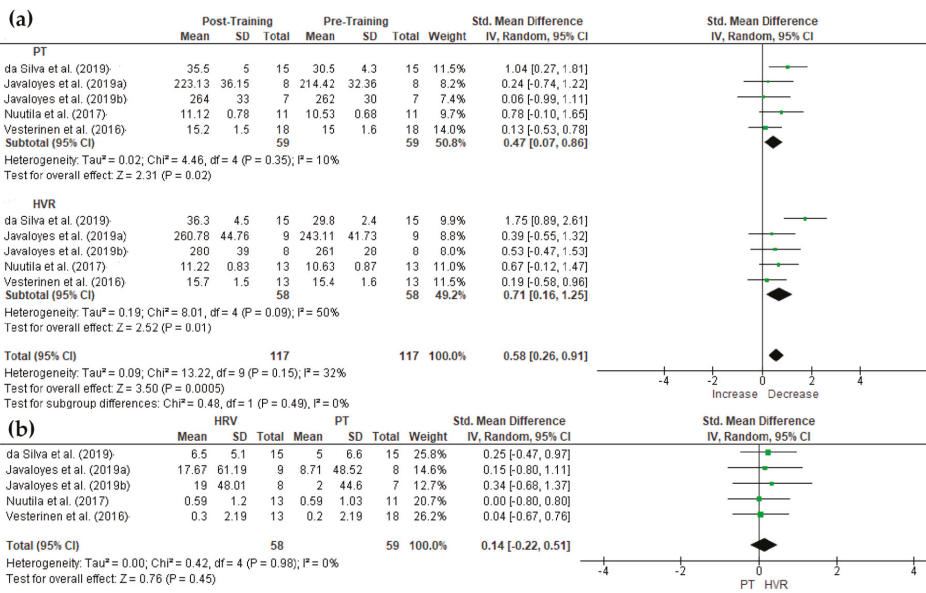 (a)
Post-Training Pre-Training Std. Mean Difference Std. Mean Difference
Mean SD Total Mean SD Total Weight IV, Random, 95% CI IV, Random, 95% CI
PT
da Silva et al. (2019) 35.5 5 15 30.5 4.3 15 11.5% 1.04 [0.27, 1.81]
Javaloyes et al. (2019a) 223.13 36.15 8 214.42 32.36 8 8.2% 0.24 [-0.74, 1.22]
Javaloyes et al. (2019b) 264 33 7 262 30 7 7.4% 0.06 [-0.99, 1.11]
Nuutila et al. (2017) 11.12 0.78 11 10.53 0.68 11 9.7% 0.78 [-0.10, 1.65]
Vesterinen et al. (2016) 15.2 1.5 18 15 1.6 18 14.0% 0.13 [-0.53, 0.78]
Subtotal (95% CI) 59 59 50.8% 0.47 [0.07, 0.86]
Heterogeneity: Tau² = 0.02; Chi² = 4.46, df = 4 (P = 0.35); I² = 10%
Test for overall effect: Z = 2.31 (P = 0.02)
HVR
da Silva et al. (2019) 36.3 4.5 15 29.8 2.4 15 9.9% 1.75 [0.89, 2.61]
Javaloyes et al. (2019a) 260.78 44.76 9 243.11 41.73 9 8.8% 0.39 [-0.55, 1.32]
Javaloyes et al. (2019b) 280 39 8 261 28 8 8.0% 0.53 [-0.47, 1.53]
Nuutila et al. (2017) 11.22 0.83 13 10.63 0.87 13 11.0% 0.67 [-0.12, 1.47]
Vesterinen et al. (2016) 15.7 1.5 13 15.4 1.6 13 11.5% 0.19 [-0.58, 0.96]
Subtotal (95% CI) 58 58 49.2% 0.71 [0.16, 1.25]
Heterogeneity: Tau² = 0.19; Chi² = 8.01, df = 4 (P = 0.09); I² = 50%
Test for overall effect: Z = 2.52 (P = 0.01)
Total (95% CI) 117 117 100.0% 0.58 [0.26, 0.91]
Heterogeneity: Tau² = 0.09; Chi² = 13.22, df = 9 (P = 0.15); I² = 32%
Test for overall effect: Z = 3.50 (P = 0.0005)
Test for subgroup differences: Chi² = 0.48, df = 1 (P = 0.49), I² = 0%
-4 -2 0 2 4
Increase Decrease
(b)
HRV PT Std. Mean Difference Std. Mean Difference
Mean SD Total Mean SD Total Weight IV, Random, 95% CI IV, Random, 95% CI
da Silva et al. (2019) 6.5 5.1 15 5 6.6 15 25.8% 0.25 [-0.47, 0.97]
Javaloyes et al. (2019a) 17.67 61.19 9 8.71 48.52 8 14.6% 0.15 [-0.80, 1.11]
Javaloyes et al. (2019b) 19 48.01 8 2 44.6 7 12.7% 0.34 [-0.68, 1.37]
Nuutila et al. (2017) 0.59 1.2 13 0.59 1.03 11 20.7% 0.00 [-0.80, 0.80]
Vesterinen et al. (2016) 0.3 2.19 13 0.2 2.19 18 26.2% 0.04 [-0.67, 0.76]
Total (95% CI) 58 59 100.0% 0.14 [-0.22, 0.51]
Heterogeneity: Tau² = 0.00; Chi² = 0.42, df = 4 (P = 0.98); I² = 0%
Test for overall effect: Z = 0.76 (P = 0.45)
-4 -2 0 2 4
PT HVR